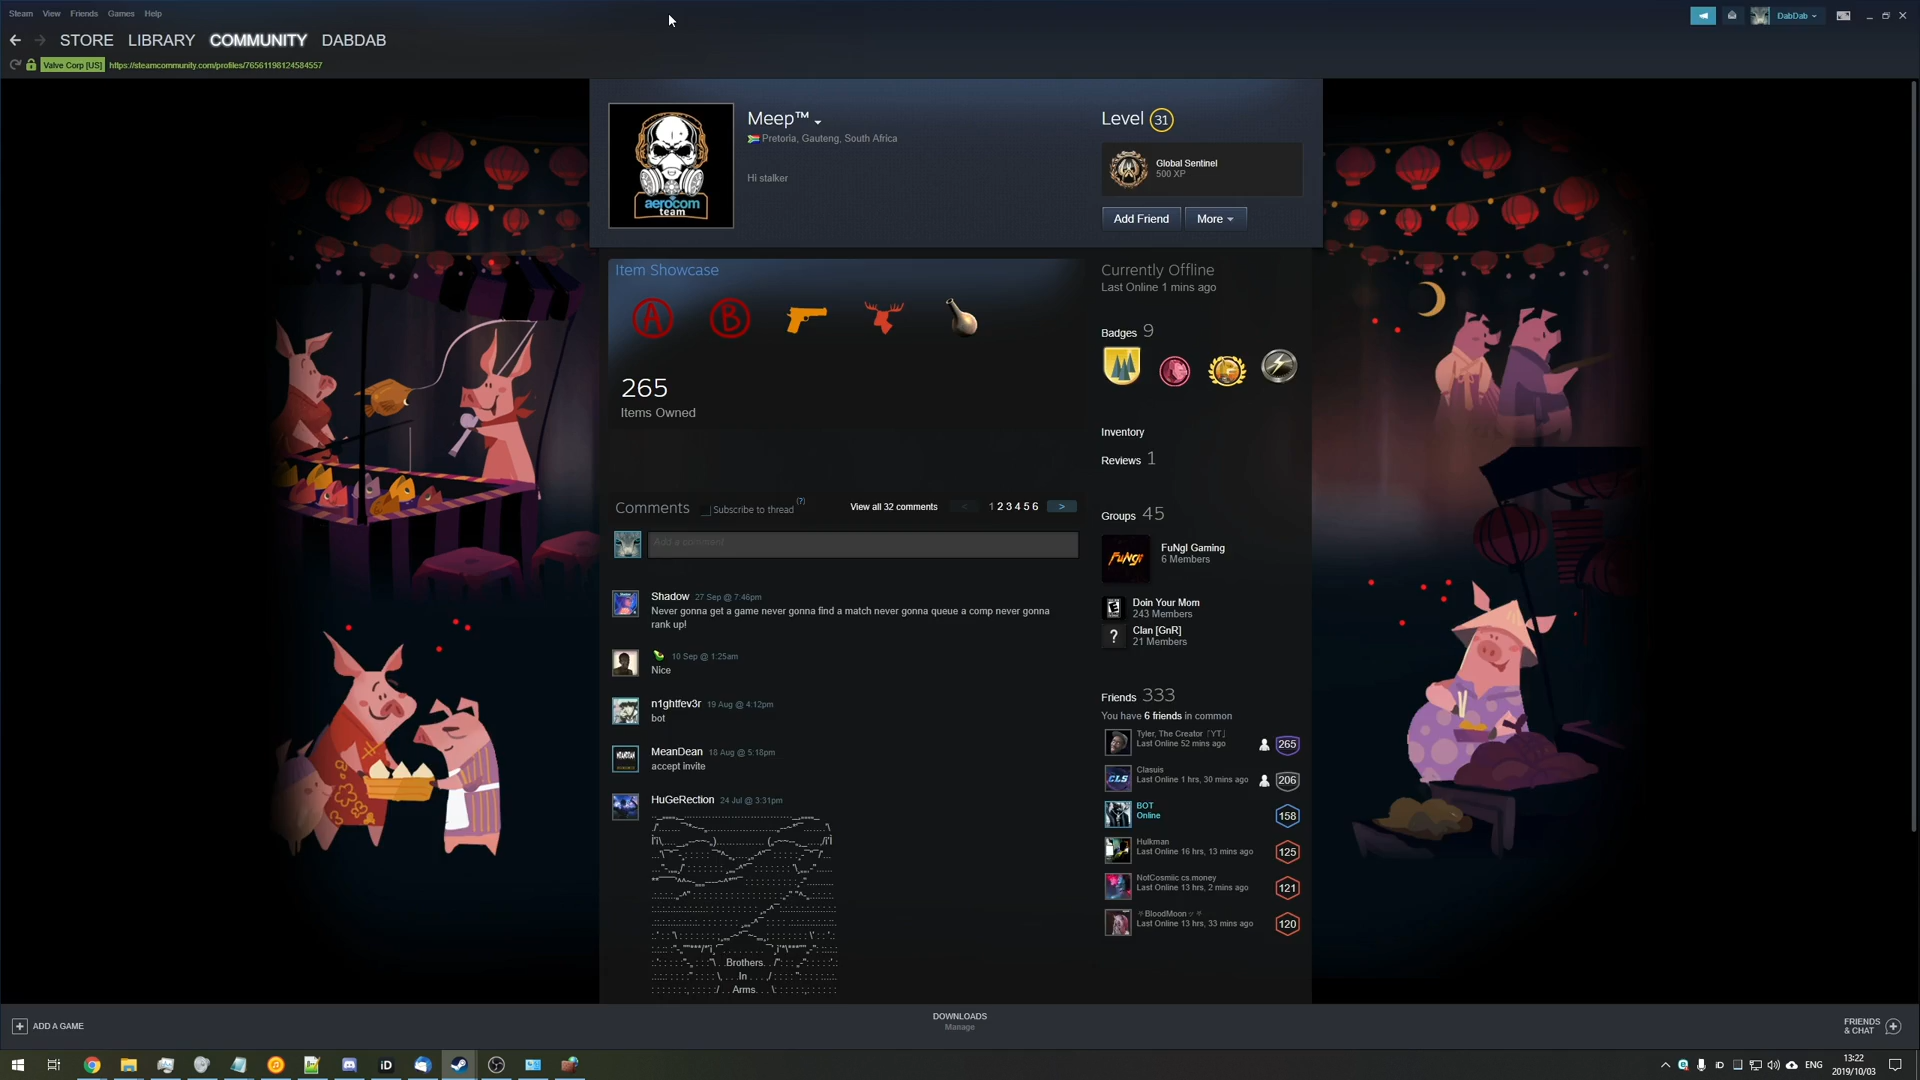 Steam View Friends Games Help
DabDab
STORE LIBRARY COMMUNITY DABDAB
Valve Corp [US] https://steamcommunity.com/profiles/76561198124584557
aerocom
team
Meep™
Pretoria, Gauteng, South Africa
Hi stalker
Level 31
Global Sentinel
500 XP
Add Friend More
Item Showcase
A B
265
Items Owned
Currently Offline
Last Online 1 mins ago
Badges 9
Inventory
Reviews 1
Comments Subscribe to thread (?) View all 32 comments < 1 2 3 4 5 6 >
Add a comment
Shadow 27 Sep @ 7:46pm
Never gonna get a game never gonna find a match never gonna queue a comp never gonna
rank up!
10 Sep @ 1:25am
Nice
n1ghtfev3r 19 Aug @ 4:12pm
bot
MeanDean 18 Aug @ 5:18pm
accept invite
HuGeRection 24 Jul @ 3:31pm
Brothers
In
Arms
Groups 45
FuNgI
FuNgI Gaming
6 Members
Doin Your Mom
243 Members
?
Clan [GnR]
21 Members
Friends 333
You have 6 friends in common
Tyler, The Creator「YT」
Last Online 52 mins ago
265
CLS
Clasuis
Last Online 1 hrs, 30 mins ago
206
BOT
Online
158
Hulkman
Last Online 16 hrs, 13 mins ago
125
NotCosmiic cs.money
Last Online 13 hrs, 2 mins ago
121
BloodMoon
Last Online 13 hrs, 33 mins ago
120
ADD A GAME
DOWNLOADS
Manage
FRIENDS
& CHAT
iD
iD
ENG
13:22
2019/10/03